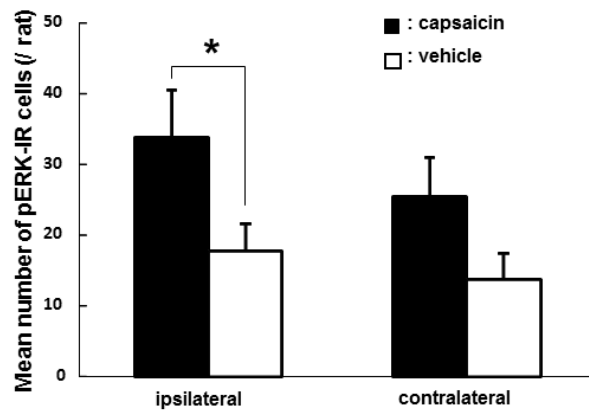 Mean number of pERK-IR cells (/ rat)
50
40
30
20
10
0
: capsaicin
: vehicle
*
ipsilateral
contralateral